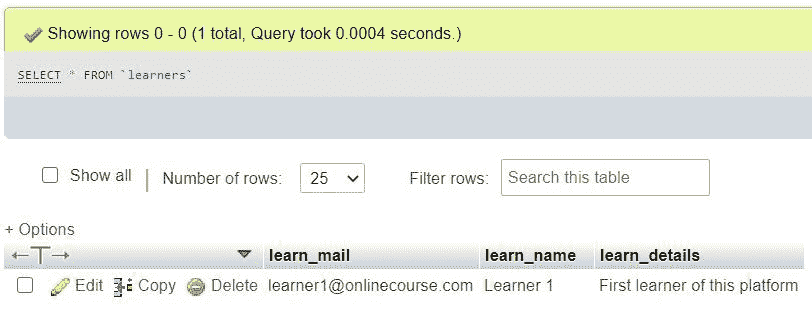 Showing rows 0 - 0 (1 total, Query took 0.0004 seconds.)
SELECT * FROM `learners`
Show all | Number of rows: 25 Filter rows: Search this table
+ Options
←T→ learn_mail learn_name learn_details
Edit Copy Delete learner1@onlinecourse.com Learner 1 First learner of this platform